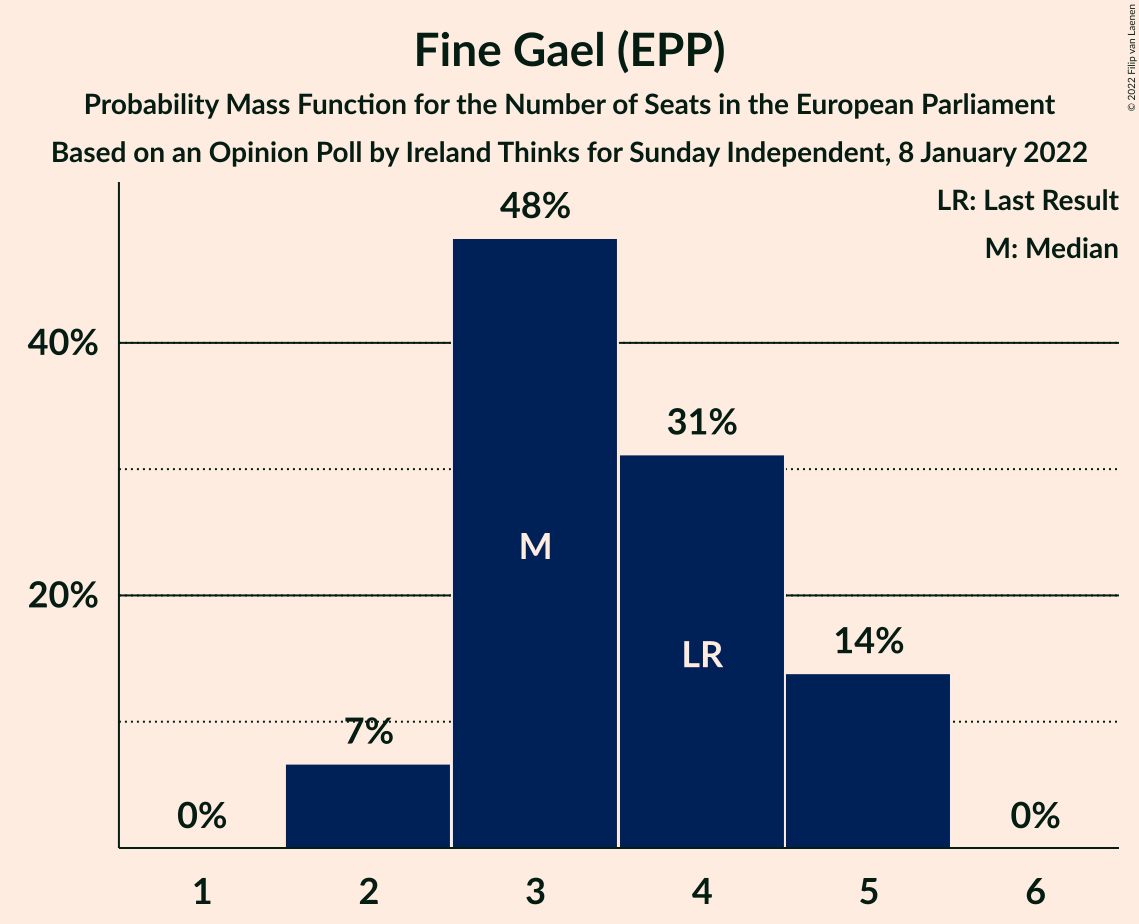 Fine Gael (EPP)
Probability Mass Function for the Number of Seats in the European Parliament
Based on an Opinion Poll by Ireland Thinks for Sunday Independent, 8 January 2022
© 2022 Filip van Laenen
LR: Last Result
M: Median
48%
40%
31%
M
20%
LR
14%
7%
0%
0%
1 2 3 4 5 6